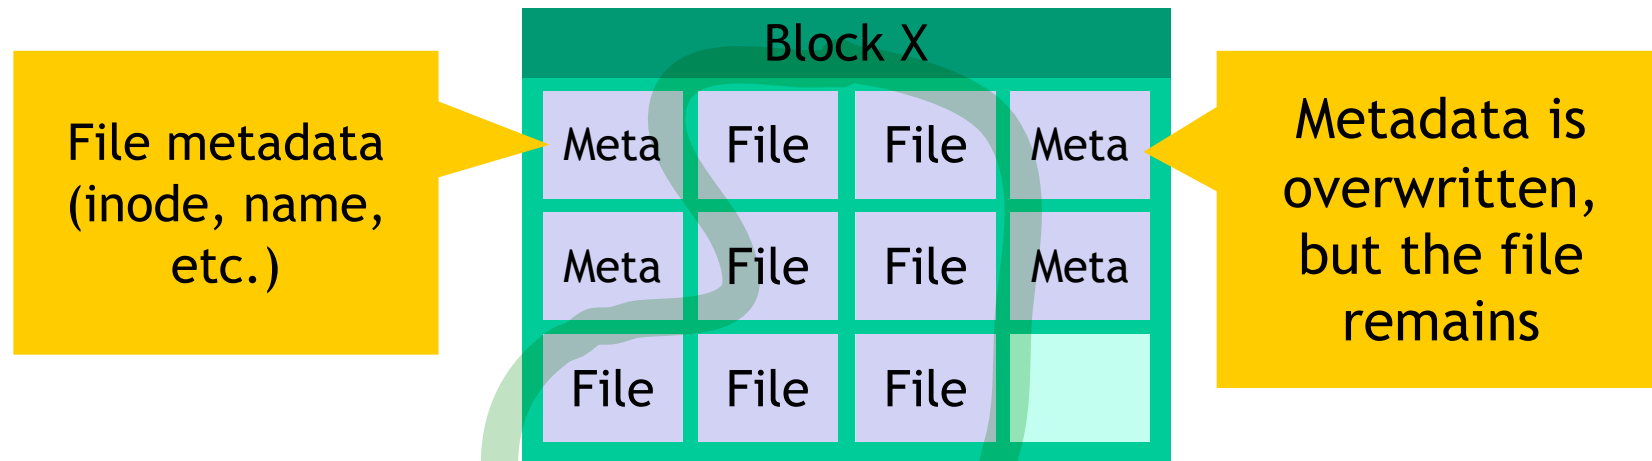 Block X
File metadata
(inode, name,
etc.)
Meta File File Meta
Meta File File Meta
File File File
Metadata is
overwritten,
but the file
remains